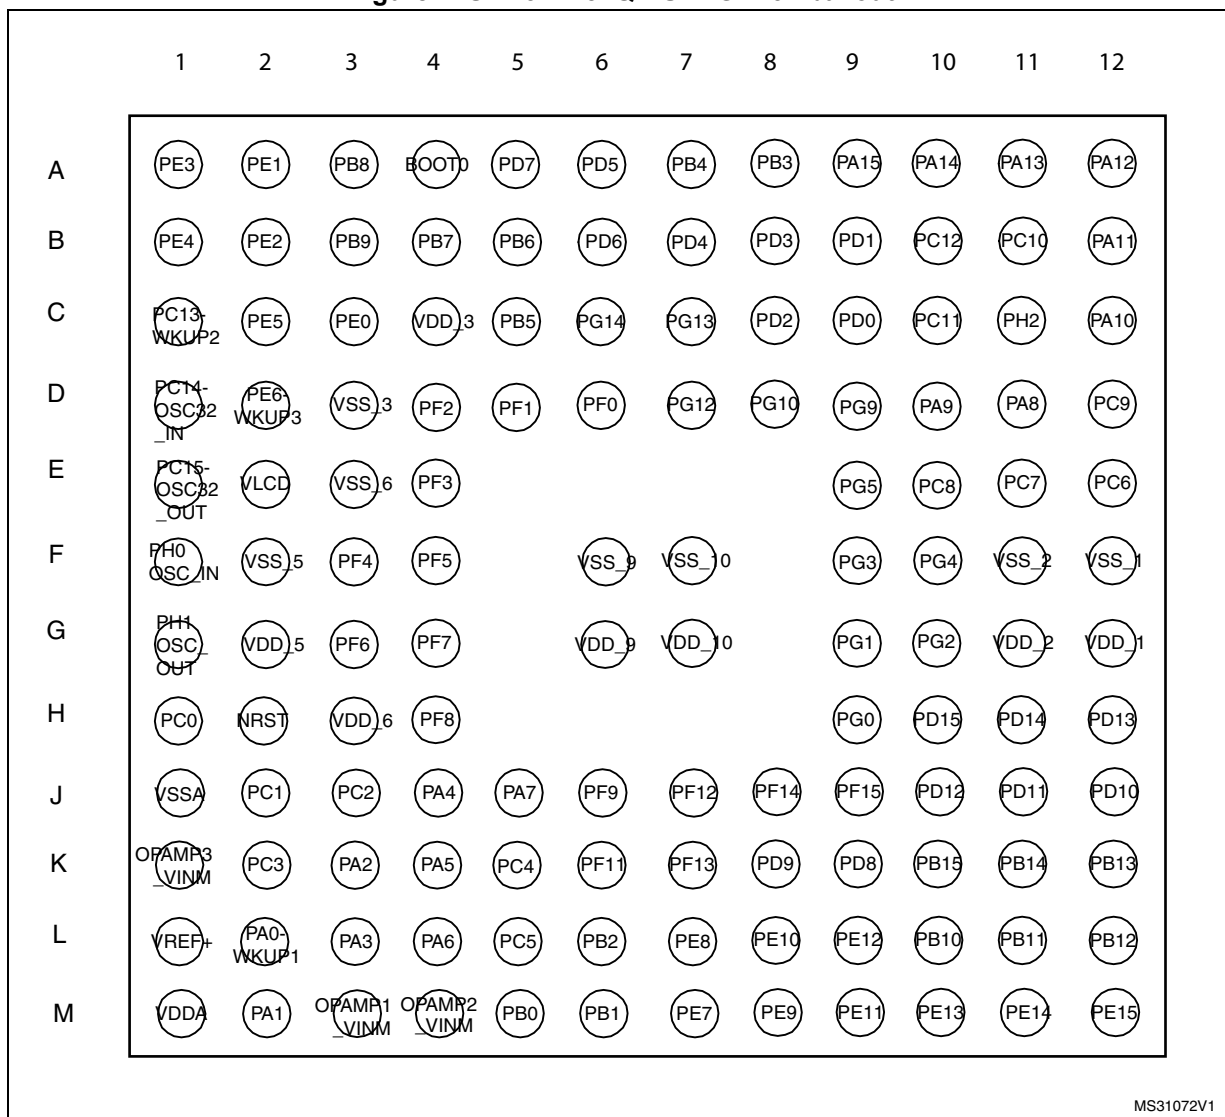 1 2 3 4 5 6 7 8 9 10 11 12
A PE3 PE1 PB8 BOOT0 PD7 PD5 PB4 PB3 PA15 PA14 PA13 PA12
B PE4 PE2 PB9 PB7 PB6 PD6 PD4 PD3 PD1 PC12 PC10 PA11
C PC13-WKUP2 PE5 PE0 VDD_3 PB5 PG14 PG13 PD2 PD0 PC11 PH2 PA10
D PC14-OSC32_IN PE6-WKUP3 VSS_3 PF2 PF1 PF0 PG12 PG10 PG9 PA9 PA8 PC9
E PC15-OSC32_OUT VLCD VSS_6 PF3 PG5 PC8 PC7 PC6
F PH0 OSC_IN VSS_5 PF4 PF5 VSS_9 VSS_10 PG3 PG4 VSS_2 VSS_1
G PH1 OSC_OUT VDD_5 PF6 PF7 VDD_9 VDD_10 PG1 PG2 VDD_2 VDD_1
H PC0 NRST VDD_6 PF8 PG0 PD15 PD14 PD13
J VSSA PC1 PC2 PA4 PA7 PF9 PF12 PF14 PF15 PD12 PD11 PD10
K OPAMP3_VINM PC3 PA2 PA5 PC4 PF11 PF13 PD9 PD8 PB15 PB14 PB13
L VREF+ PA0-WKUP1 PA3 PA6 PC5 PB2 PE8 PE10 PE12 PB10 PB11 PB12
M VDDA PA1 OPAMP1_VINM OPAMP2_VINM PB0 PB1 PE7 PE9 PE11 PE13 PE14 PE15
MS31072V1